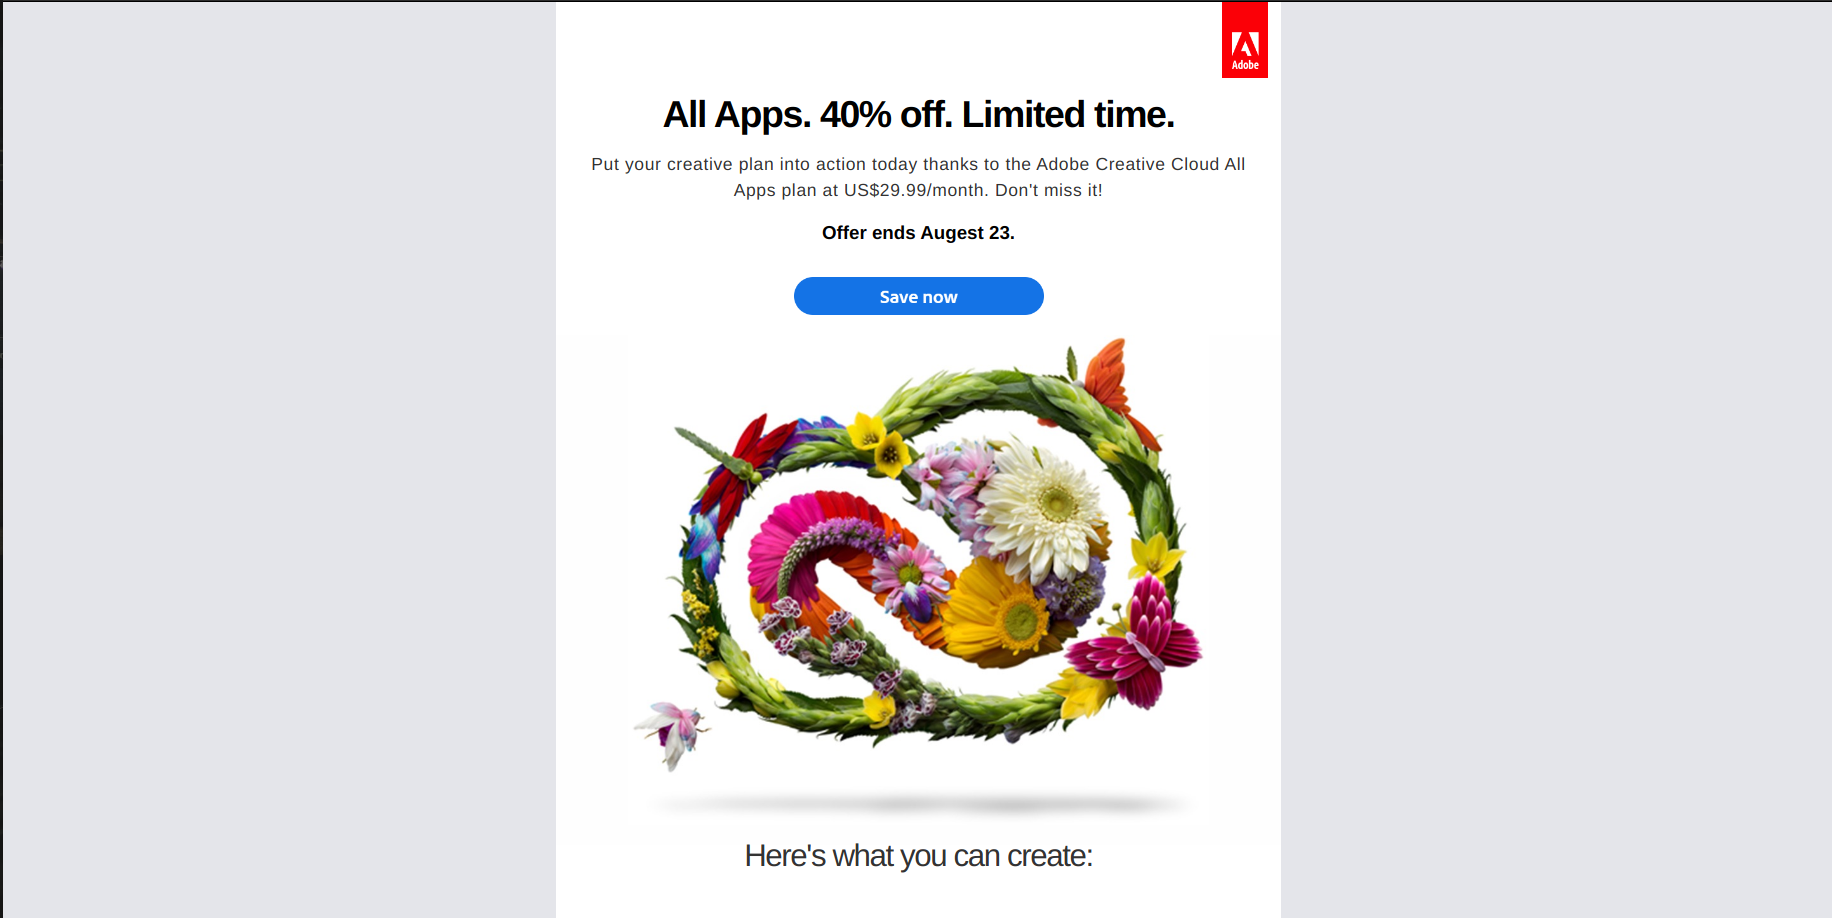 Adobe
All Apps. 40% off. Limited time.
Put your creative plan into action today thanks to the Adobe Creative Cloud All
Apps plan at US$29.99/month. Don't miss it!
Offer ends Augest 23.
Save now
Here's what you can create: